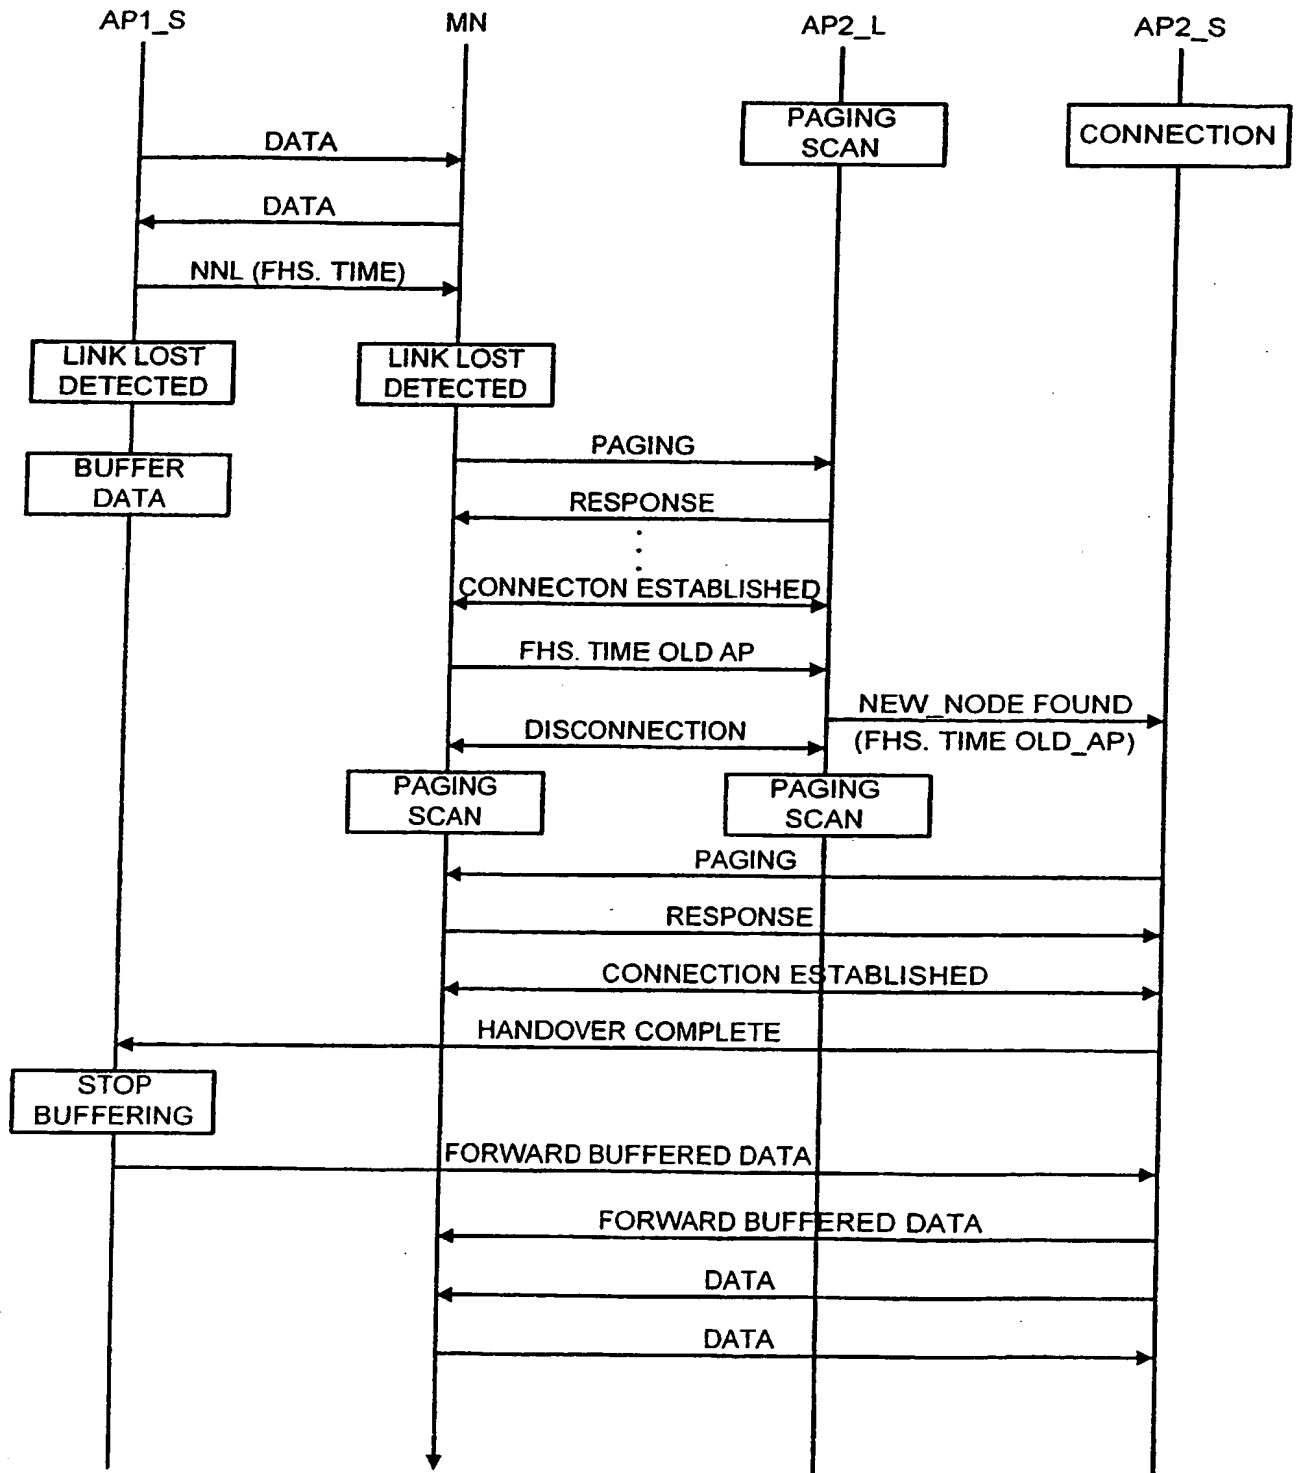 AP1_S
MN
AP2_L
AP2_S
PAGING
SCAN
CONNECTION
DATA
DATA
NNL (FHS. TIME)
LINK LOST
DETECTED
LINK LOST
DETECTED
PAGING
BUFFER
DATA
RESPONSE
CONNECTON ESTABLISHED
FHS. TIME OLD AP
NEW_NODE FOUND
(FHS. TIME OLD_AP)
DISCONNECTION
PAGING
SCAN
PAGING
SCAN
PAGING
RESPONSE
CONNECTION ESTABLISHED
HANDOVER COMPLETE
STOP
BUFFERING
FORWARD BUFFERED DATA
FORWARD BUFFERED DATA
DATA
DATA